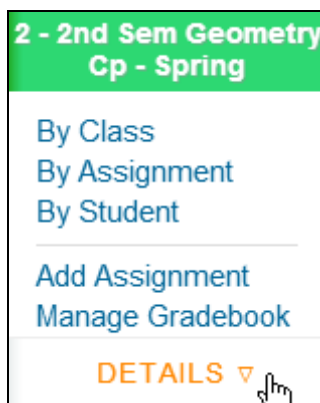 2 - 2nd Sem Geometry
Cp - Spring
By Class
By Assignment
By Student
Add Assignment
Manage Gradebook
DETAILS ▿